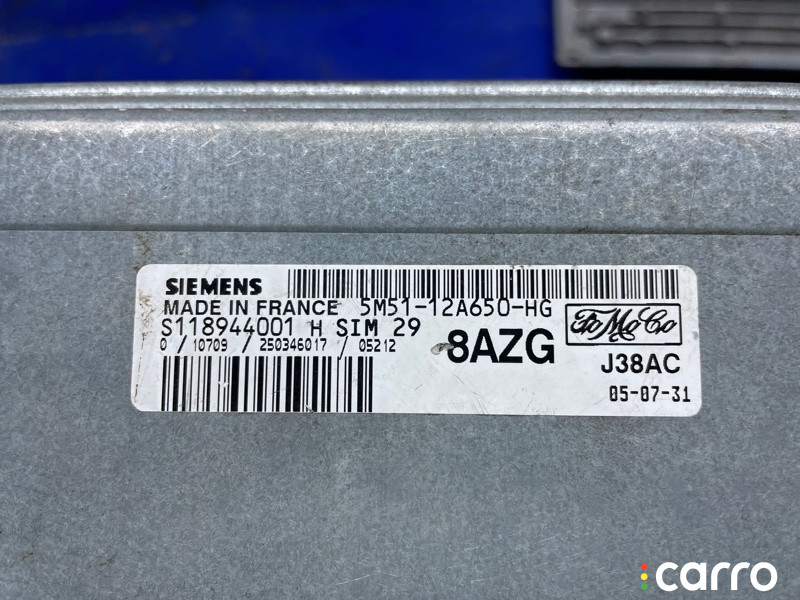 SIEMENS
MADE IN FRANCE 5M51-12A650-HG
S118944001 H SIM 29
0 / 10709 / 250346017 / 05212
8AZG
FoMoCo
J38AC
05-07-31
carro